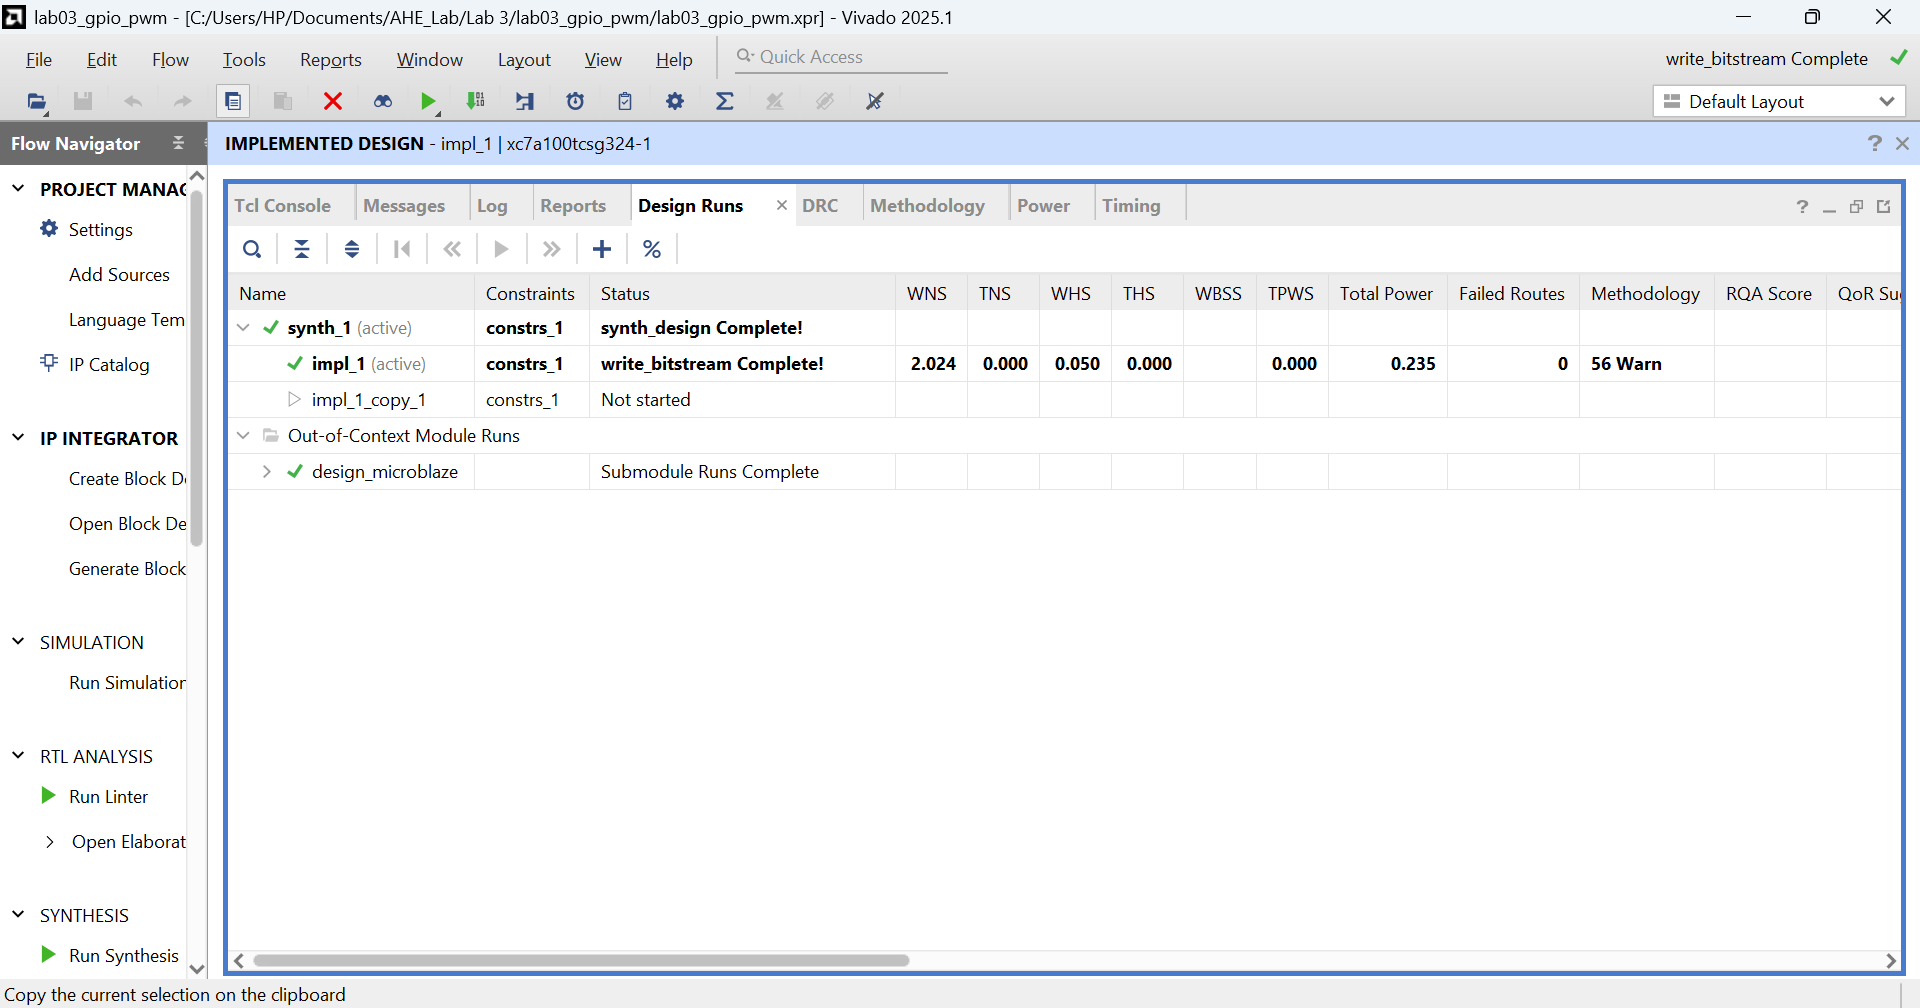 lab03_gpio_pwm - [C:/Users/HP/Documents/AHE_Lab/Lab 3/lab03_gpio_pwm/lab03_gpio_pwm.xpr] - Vivado 2025.1
File Edit Flow Tools Reports Window Layout View Help Quick Access write_bitstream Complete
Default Layout
Flow Navigator
IMPLEMENTED DESIGN - impl_1 | xc7a100tcsg324-1
PROJECT MANAG
Settings
Add Sources
Language Tem
IP Catalog
IP INTEGRATOR
Create Block De
Open Block De
Generate Block
SIMULATION
Run Simulation
RTL ANALYSIS
Run Linter
Open Elaborat
SYNTHESIS
Run Synthesis
Tcl Console Messages Log Reports Design Runs DRC Methodology Power Timing
Name Constraints Status WNS TNS WHS THS WBSS TPWS Total Power Failed Routes Methodology RQA Score QoR Su
synth_1 (active) constrs_1 synth_design Complete!
impl_1 (active) constrs_1 write_bitstream Complete! 2.024 0.000 0.050 0.000 0.000 0.235 0 56 Warn
impl_1_copy_1 constrs_1 Not started
Out-of-Context Module Runs
design_microblaze Submodule Runs Complete
Copy the current selection on the clipboard